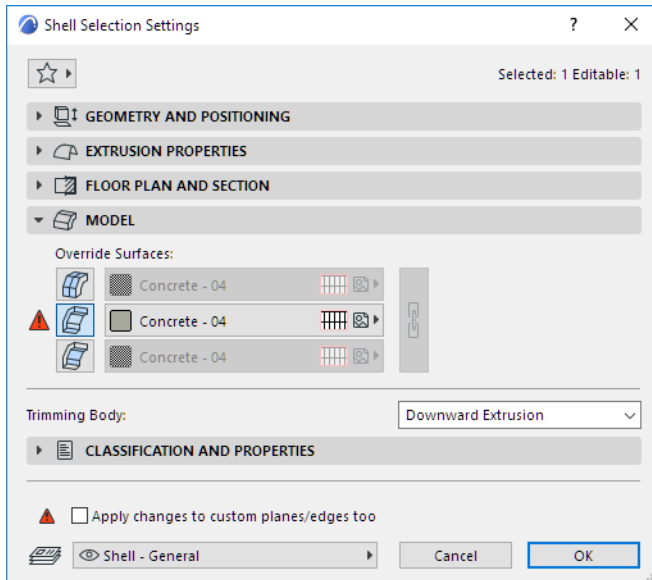 Shell Selection Settings
Selected: 1 Editable: 1
GEOMETRY AND POSITIONING
EXTRUSION PROPERTIES
FLOOR PLAN AND SECTION
MODEL
Override Surfaces:
Concrete - 04
Concrete - 04
Concrete - 04
Trimming Body: Downward Extrusion
CLASSIFICATION AND PROPERTIES
Apply changes to custom planes/edges too
Shell - General Cancel OK